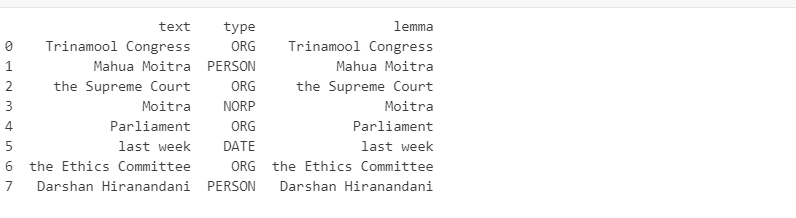 text type lemma
0 Trinamool Congress ORG Trinamool Congress
1 Mahua Moitra PERSON Mahua Moitra
2 the Supreme Court ORG the Supreme Court
3 Moitra NORP Moitra
4 Parliament ORG Parliament
5 last week DATE last week
6 the Ethics Committee ORG the Ethics Committee
7 Darshan Hiranandani PERSON Darshan Hiranandani